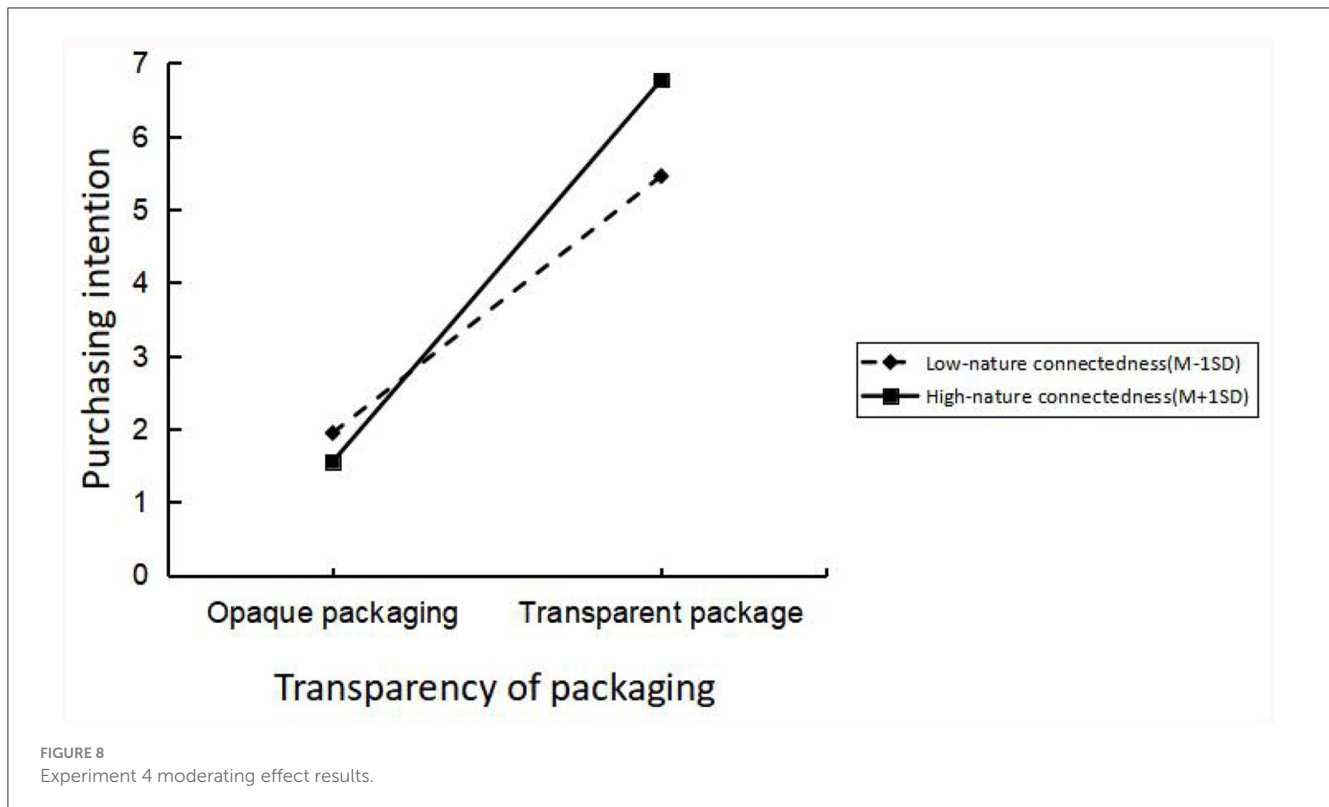 7
6
5
4
3
2
1
0
Purchasing intention
Opaque packaging
Transparent package
Transparency of packaging
Low-nature connectedness(M-1SD)
High-nature connectedness(M+1SD)
FIGURE 8
Experiment 4 moderating effect results.